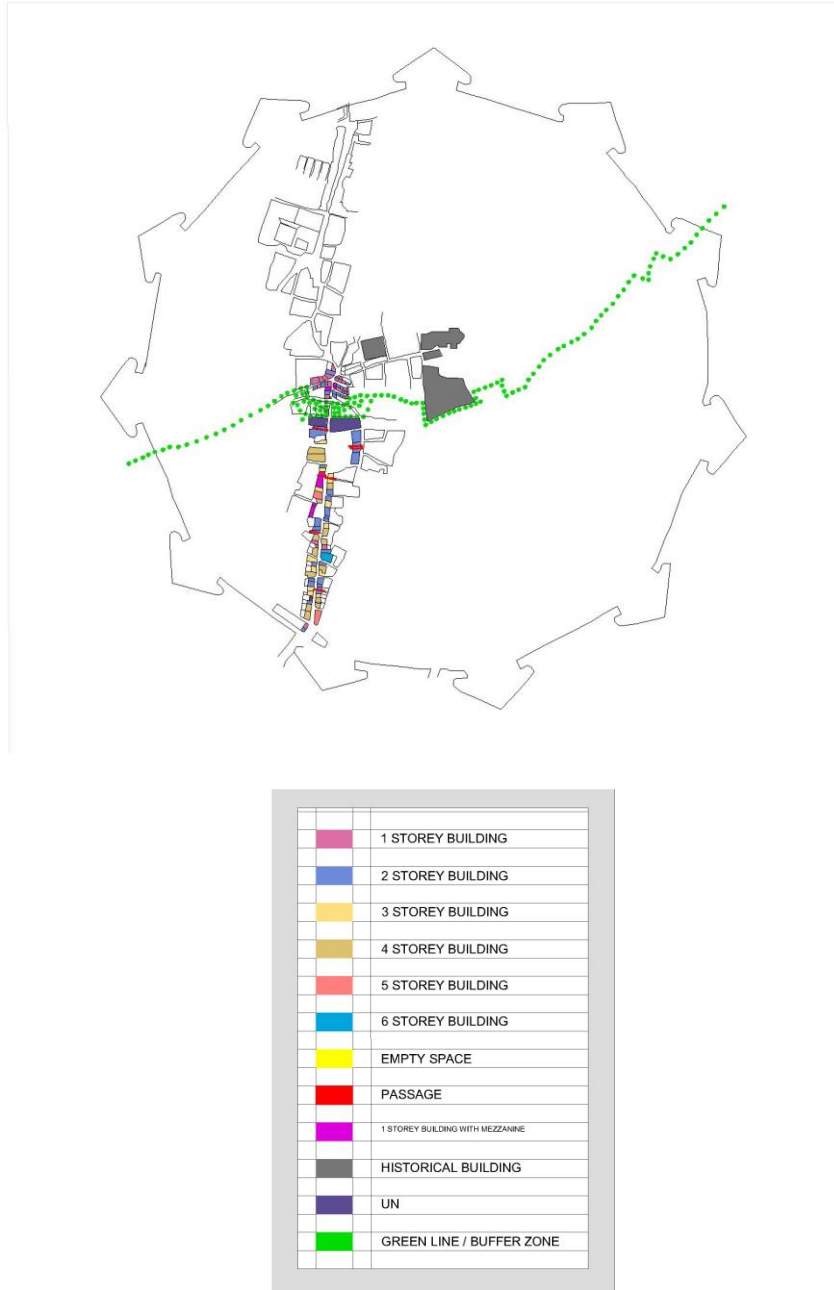 1 STOREY BUILDING
2 STOREY BUILDING
3 STOREY BUILDING
4 STOREY BUILDING
5 STOREY BUILDING
6 STOREY BUILDING
EMPTY SPACE
PASSAGE
1 STOREY BUILDING WITH MEZZANINE
HISTORICAL BUILDING
UN
GREEN LINE / BUFFER ZONE